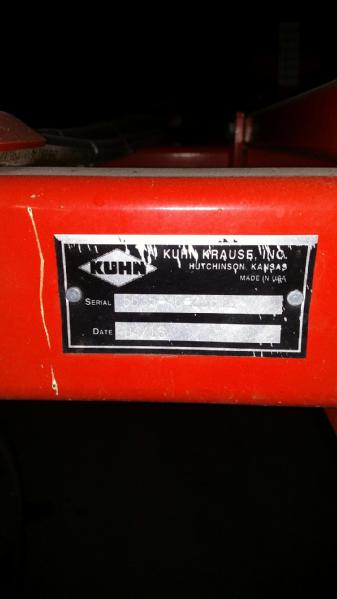 KUHN
KUHN KRAUSE, INC.
HUTCHINSON, KANSAS
MADE IN USA
SERIAL
DATE